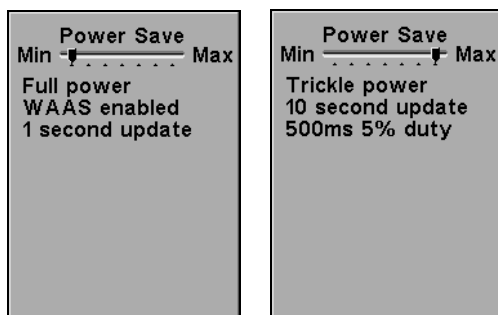 Power Save
Min Max
Full power
WAAS enabled
1 second update
Power Save
Min Max
Trickle power
10 second update
500ms 5% duty